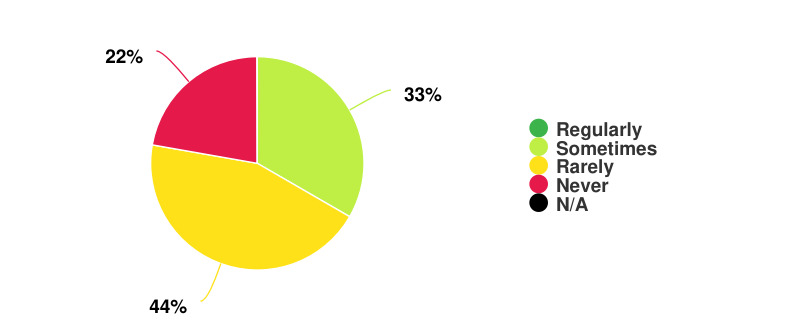 22%
33%
44%
Regularly
Sometimes
Rarely
Never
N/A